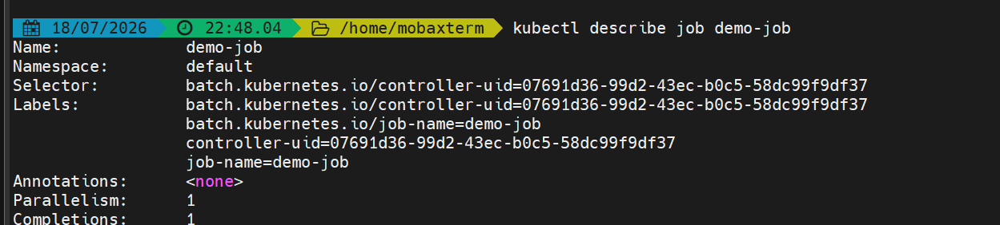 18/07/2026 22:48.04 /home/mobaxterm kubectl describe job demo-job
Name: demo-job
Namespace: default
Selector: batch.kubernetes.io/controller-uid=07691d36-99d2-43ec-b0c5-58dc99f9df37
Labels: batch.kubernetes.io/controller-uid=07691d36-99d2-43ec-b0c5-58dc99f9df37
batch.kubernetes.io/job-name=demo-job
controller-uid=07691d36-99d2-43ec-b0c5-58dc99f9df37
job-name=demo-job
Annotations: <none>
Parallelism: 1
Completions: 1